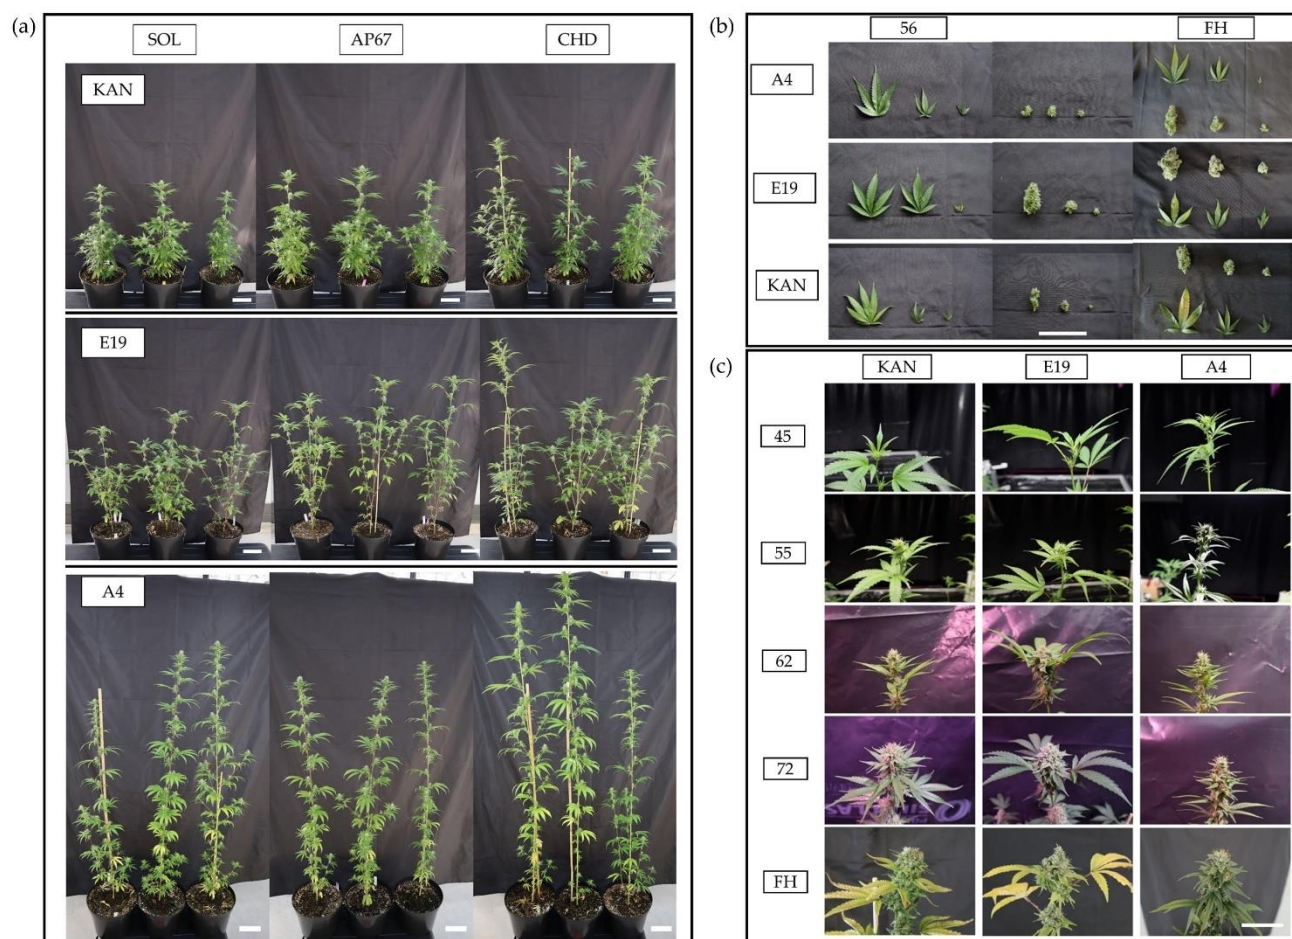 (a)
SOL AP67 CHD
KAN
E19
A4
(b)
56 FH
A4
E19
KAN
(c)
KAN E19 A4
45
55
62
72
FH